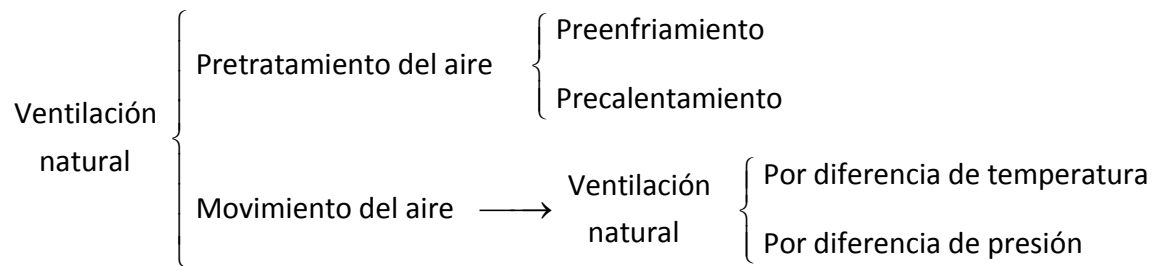 Ventilación
natural
Pretratamiento del aire
Preenfriamiento
Precalentamiento
Movimiento del aire
Ventilación
natural
Por diferencia de temperatura
Por diferencia de presión